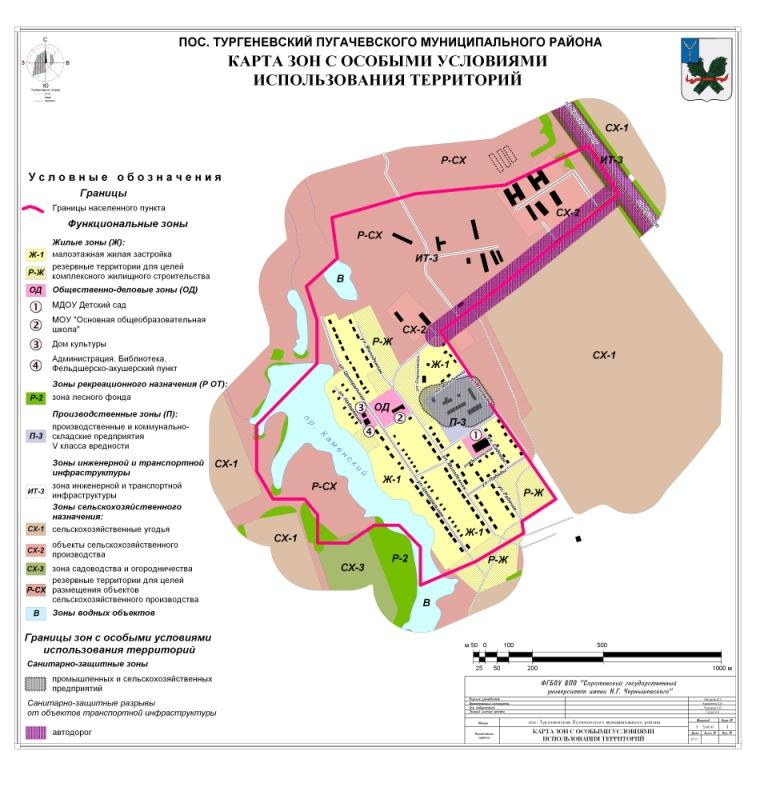 ПОС. ТУРГЕНЕВСКИЙ ПУГАЧЕВСКОГО МУНИЦИПАЛЬНОГО РАЙОНА
КАРТА ЗОН С ОСОБЫМИ УСЛОВИЯМИ
ИСПОЛЬЗОВАНИЯ ТЕРРИТОРИЙ
С
З
В
Ю
Условные обозначения
Границы
Границы населенного пункта
Функциональные зоны
Жилые зоны (Ж):
Ж-1 малоэтажная жилая застройка
Р-Ж резервные территории для целей
комплексного жилищного строительства
ОД Общественно-деловые зоны (ОД)
1 МДОУ Детский сад
2 МОУ "Основная общеобразовательная
школа"
3 Дом культуры
4 Администрация. Библиотека.
Фельдшерско-акушерский пункт
Зоны рекреационного назначения (Р ОТ):
Р-2 зона лесного фонда
Производственные зоны (П):
П-3 производственные и коммунально-
складские предприятия
V класса вредности
Зоны инженерной и транспортной
инфраструктуры
ИТ-3 зона инженерной и транспортной
инфраструктуры
Зоны сельскохозяйственного
назначения:
СХ-1 сельскохозяйственные угодья
СХ-2 объекты сельскохозяйственного
производства
СХ-3 зона садоводства и огородничества
Р-СХ резервные территории для целей
размещения объектов
сельскохозяйственного производства
В Зоны водных объектов
Границы зон с особыми условиями
использования территорий
Санитарно-защитные зоны
промышленных и сельскохозяйственных
предприятий
Санитарно-защитные разрывы
от объектов транспортной инфраструктуры
автодорог
СХ-1
Р-СХ
ИТ-3
СХ-2
Р-СХ
ИТ-3
В
СХ-2
Р-Ж
СХ-1
Ж-1
ОД
3
2
4
П-3
1
пр. Каменский
СХ-1
Р-СХ
Ж-1
Р-Ж
СХ-1
Ж-1
Р-2
СХ-3
Р-Ж
В
м 50 0 100 500
25 50 200 1000 м
ФГБОУ ВПО "Саратовский государственный
университет имени Н.Г. Чернышевского"
пос. Тургеневский Пугачевского муниципального района
КАРТА ЗОН С ОСОБЫМИ УСЛОВИЯМИ
ИСПОЛЬЗОВАНИЯ ТЕРРИТОРИЙ